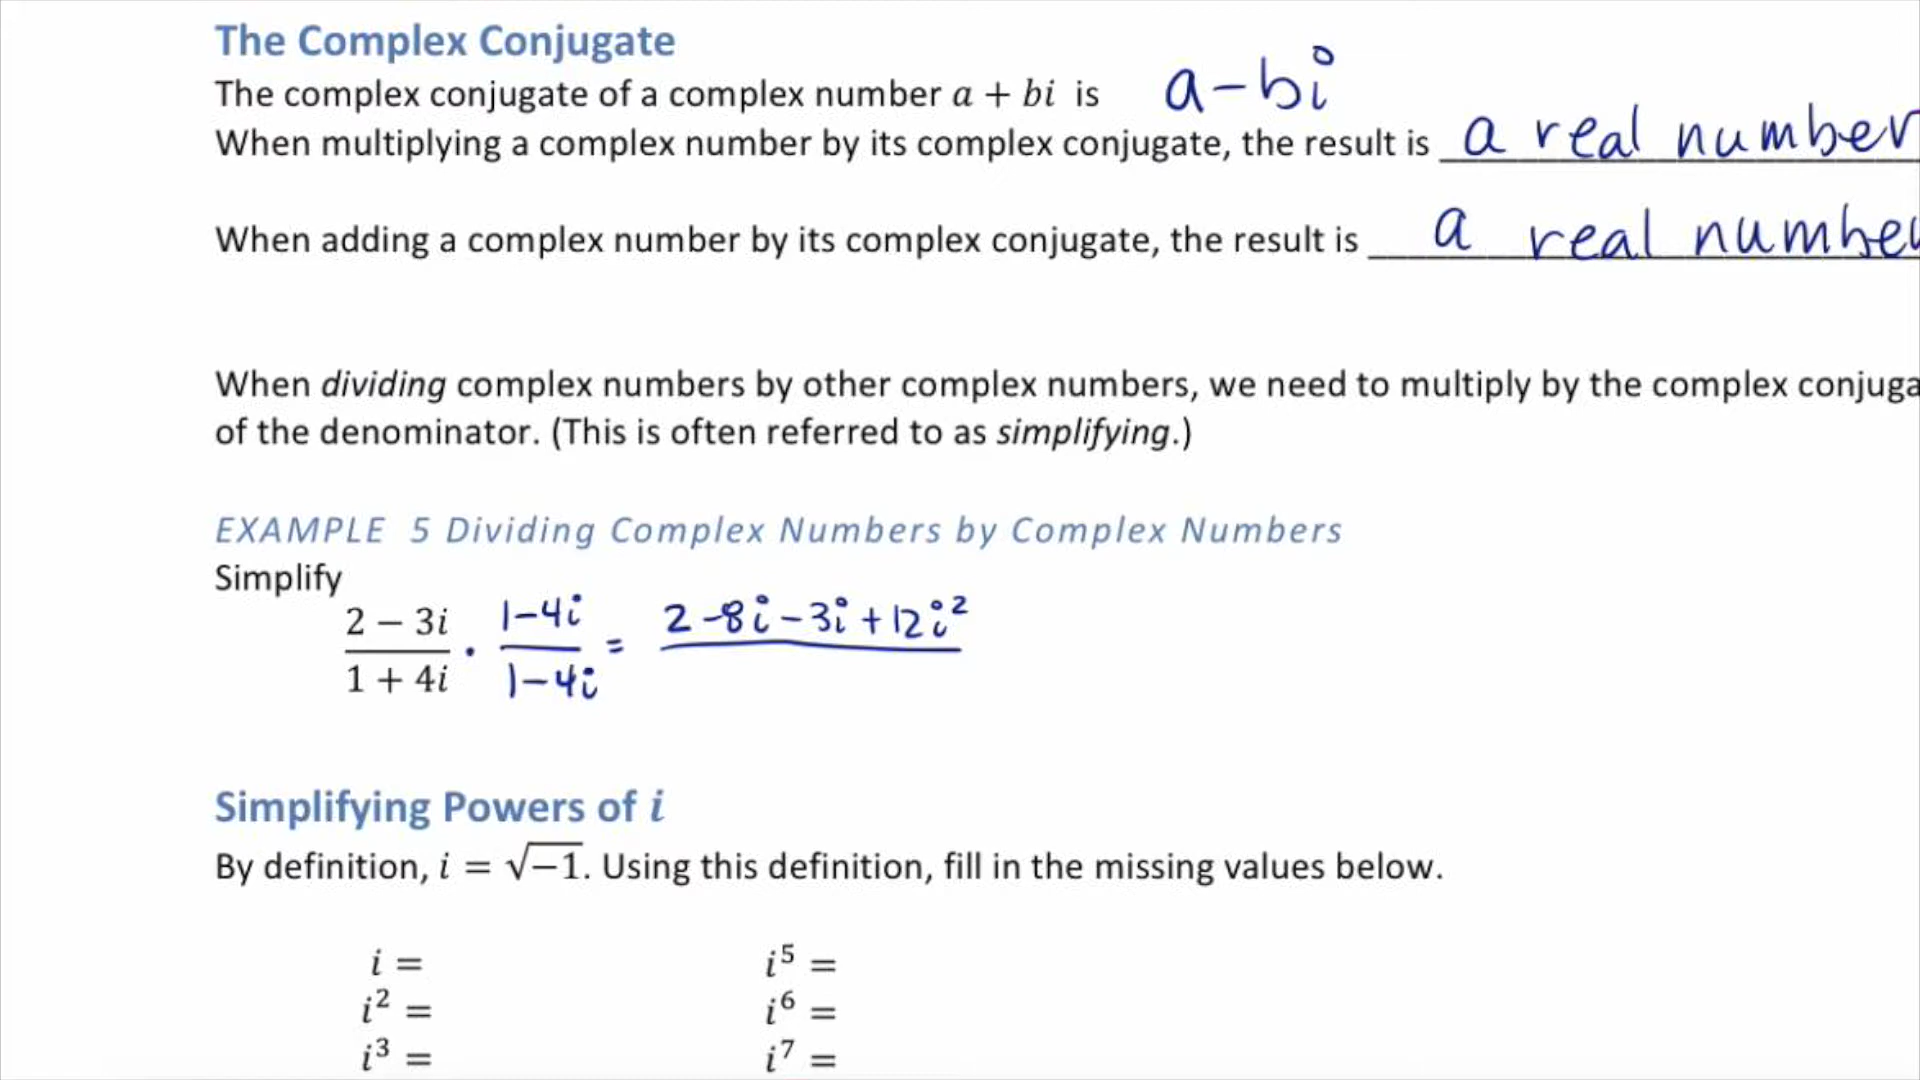 The Complex Conjugate
The complex conjugate of a complex number a + bi is a-bi
When multiplying a complex number by its complex conjugate, the result is a real number
When adding a complex number by its complex conjugate, the result is a real number
When dividing complex numbers by other complex numbers, we need to multiply by the complex conjuga
of the denominator. (This is often referred to as simplifying.)
EXAMPLE 5 Dividing Complex Numbers by Complex Numbers
Simplify
2 − 3i / 1 + 4i · 1-4i / 1-4i = 2-8i-3i+12i²
Simplifying Powers of i
By definition, i = √−1. Using this definition, fill in the missing values below.
i = i⁵ =
i² = i⁶ =
i³ = i⁷ =